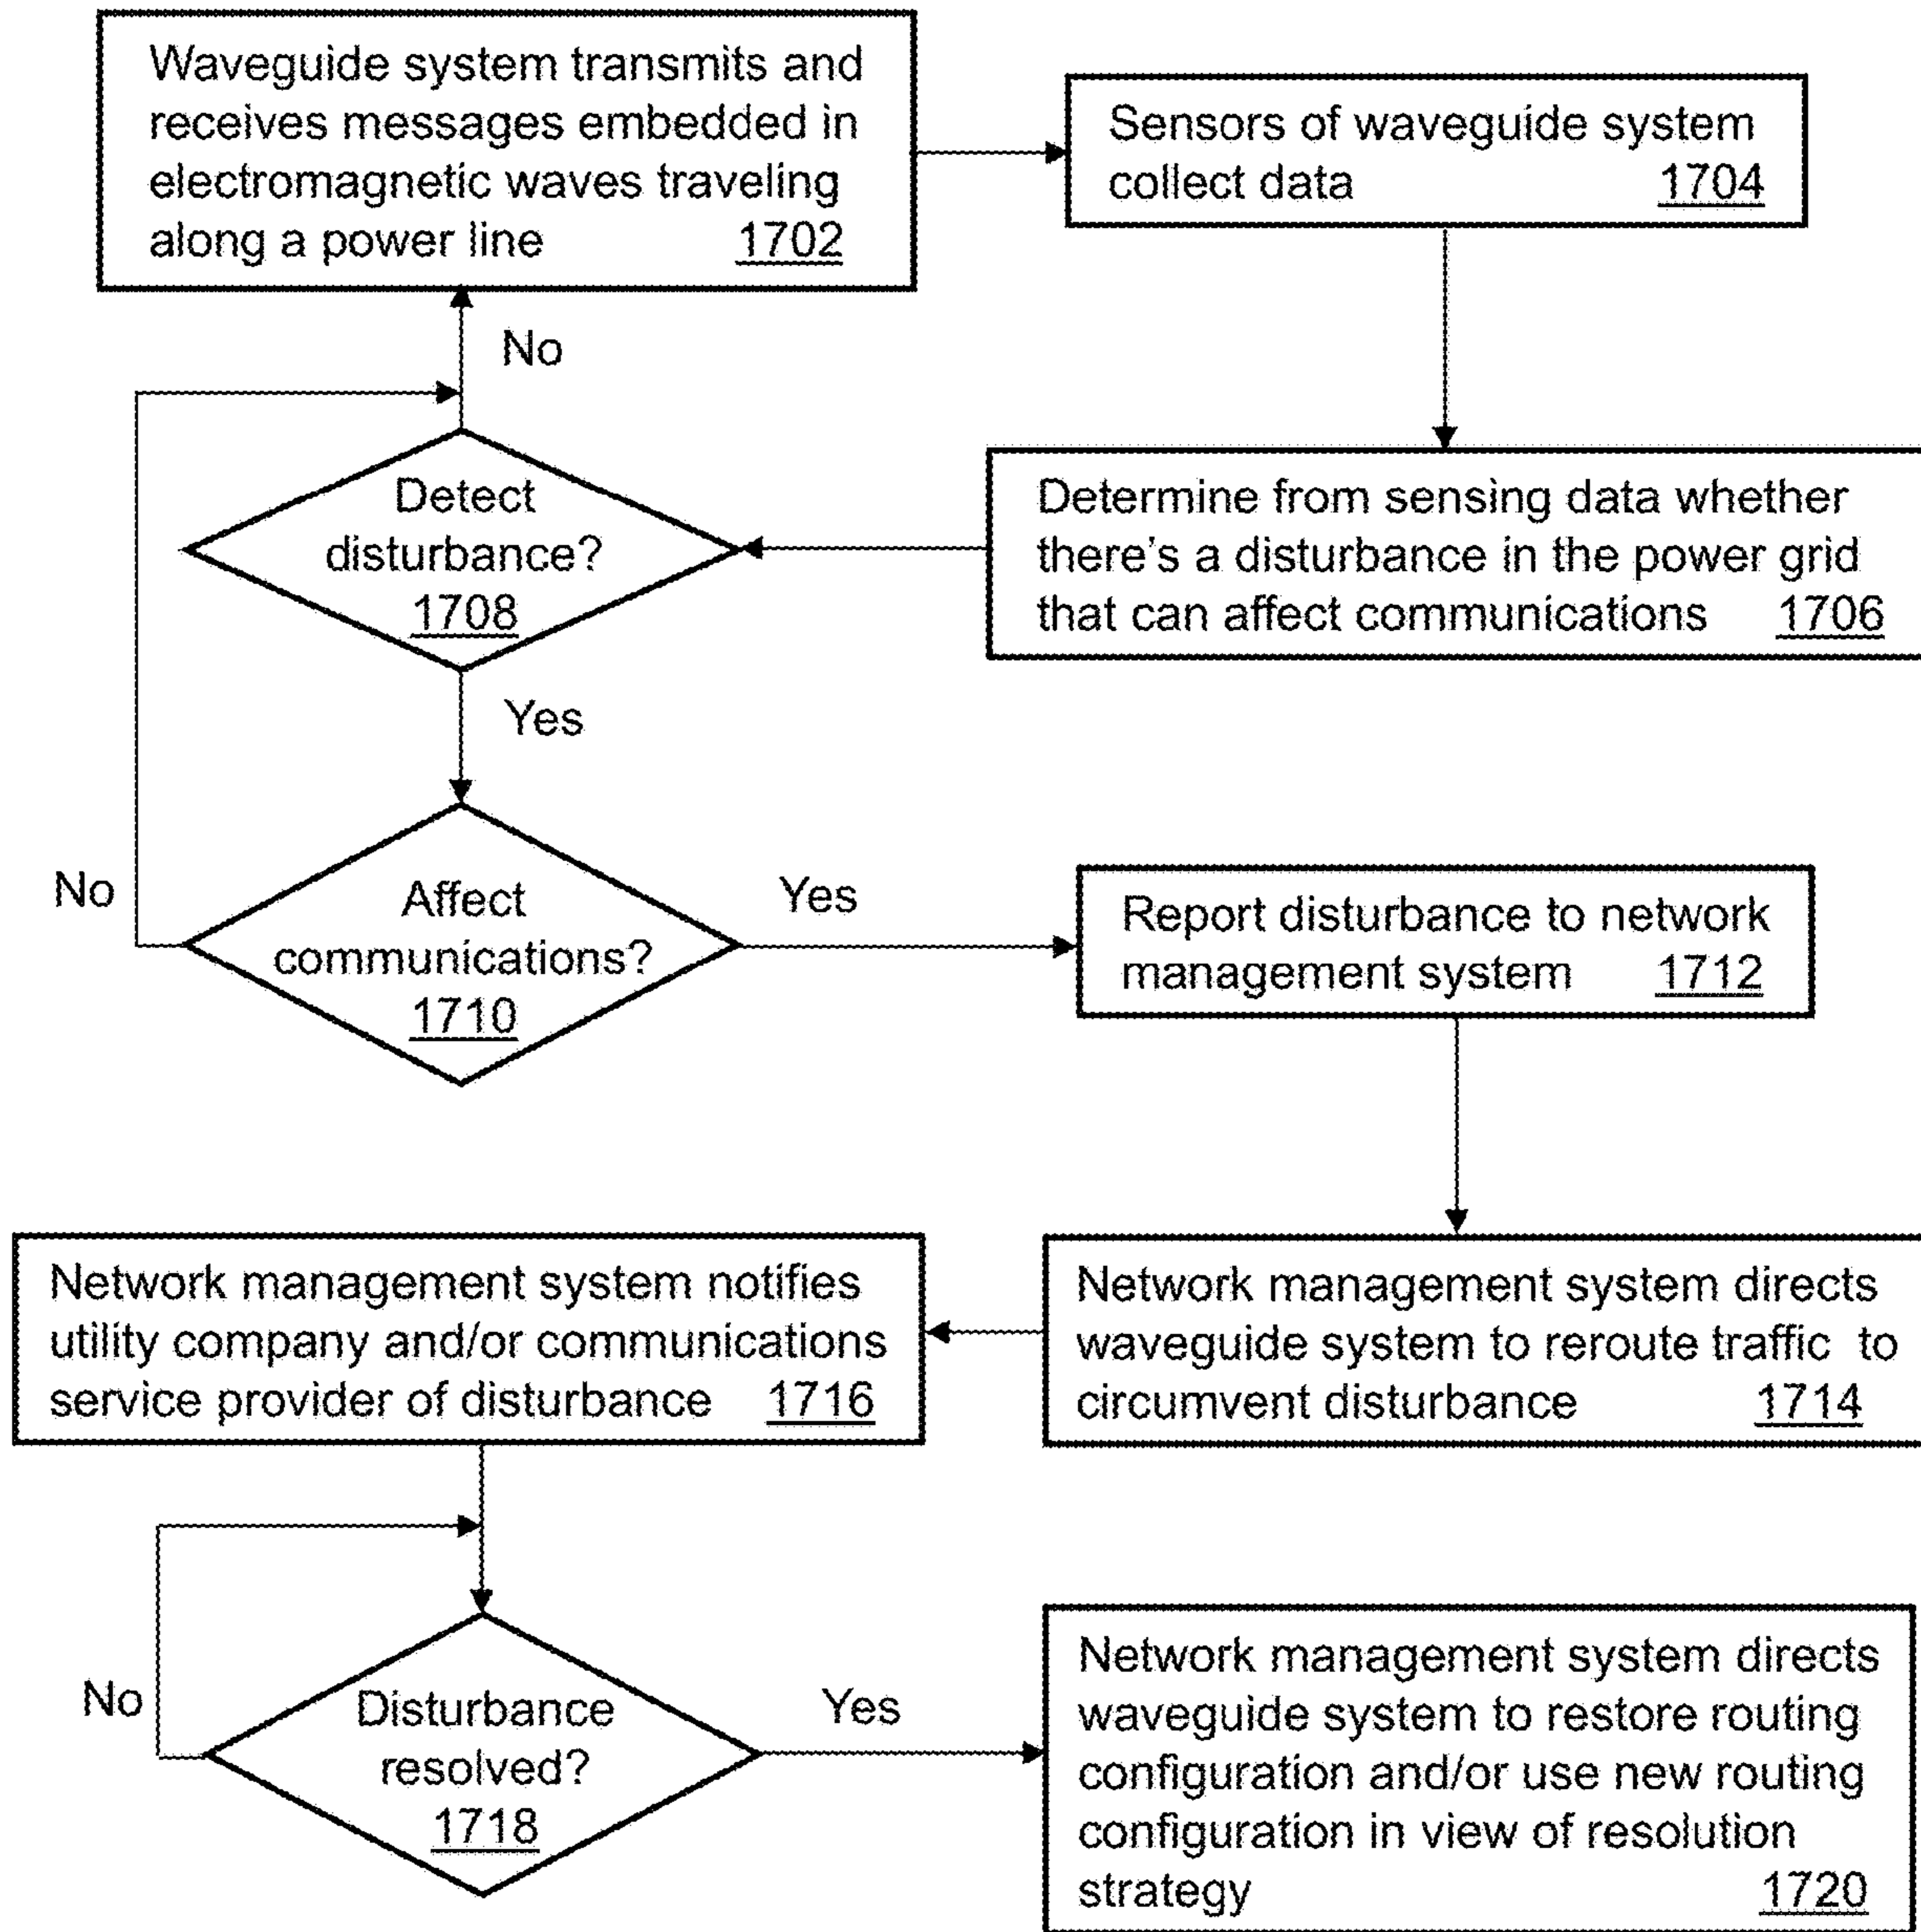 Waveguide system transmits and
receives messages embedded in
electromagnetic waves traveling
along a power line 1702
Sensors of waveguide system
collect data 1704
No
Detect
disturbance?
1708
Determine from sensing data whether
there's a disturbance in the power grid
that can affect communications 1706
Yes
No
Affect
communications?
1710
Yes
Report disturbance to network
management system 1712
Network management system notifies
utility company and/or communications
service provider of disturbance 1716
Network management system directs
waveguide system to reroute traffic to
circumvent disturbance 1714
No
Disturbance
resolved?
1718
Yes
Network management system directs
waveguide system to restore routing
configuration and/or use new routing
configuration in view of resolution
strategy 1720